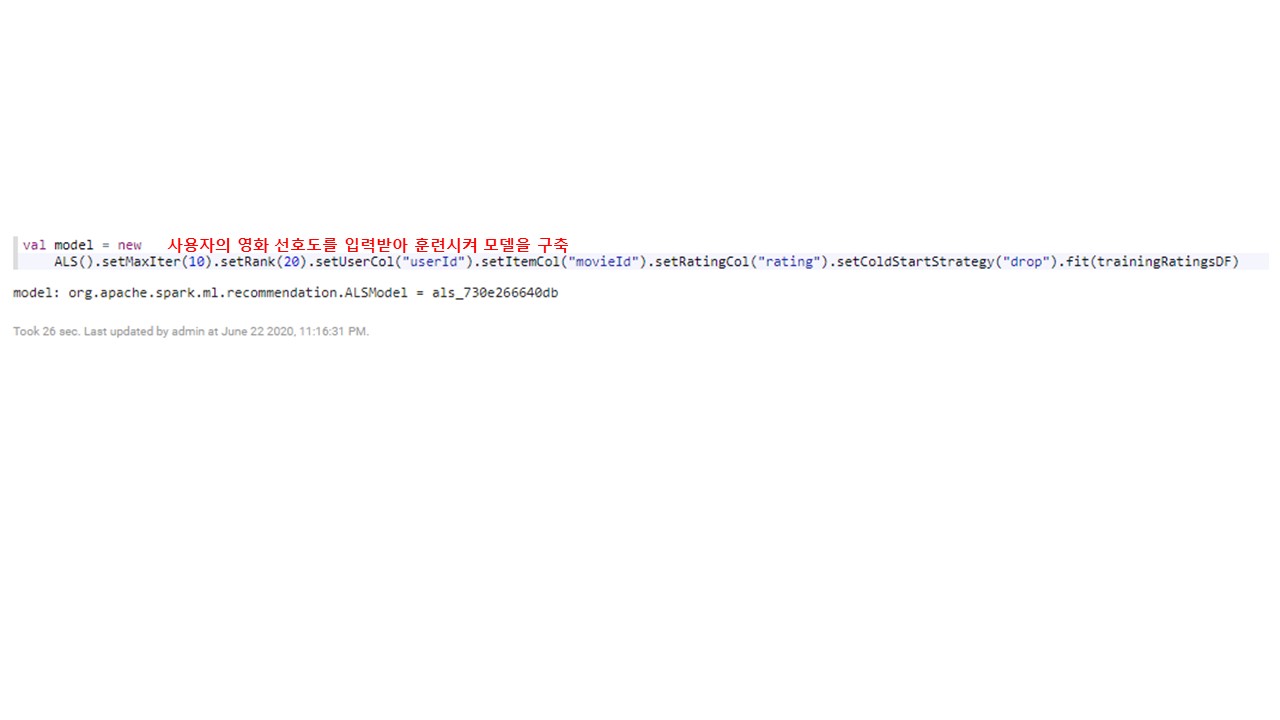 val model = new 사용자의 영화 선호도를 입력받아 훈련시켜 모델을 구축
ALS().setMaxIter(10).setRank(20).setUserCol("userId").setItemCol("movieId").setRatingCol("rating").setColdStartStrategy("drop").fit(trainingRatingsDF)
model: org.apache.spark.ml.recommendation.ALSModel = als_730e266640db
Took 26 sec. Last updated by admin at June 22 2020, 11:16:31 PM.